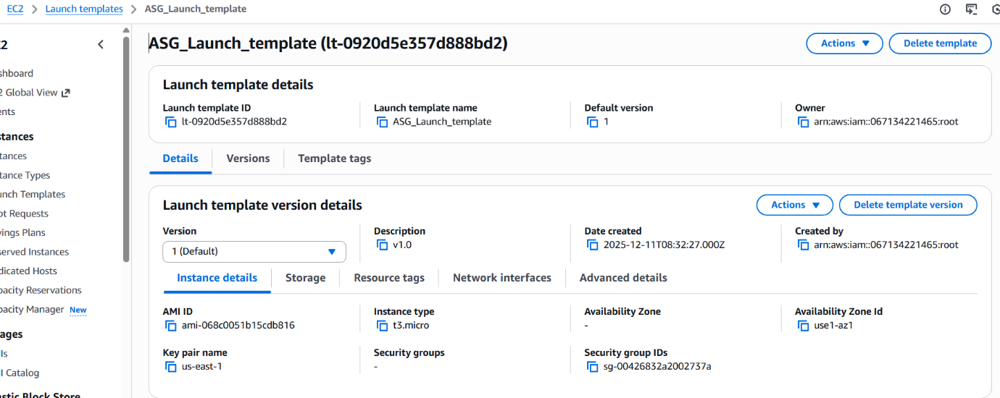 EC2 > Launch templates > ASG_Launch_template
ASG_Launch_template (lt-0920d5e357d888bd2)
Actions Delete template
Launch template details
Launch template ID Launch template name Default version Owner
lt-0920d5e357d888bd2 ASG_Launch_template 1 arn:aws:iam::067134221465:root
Details Versions Template tags
Launch template version details
Actions Delete template version
Version Description Date created Created by
1 (Default) v1.0 2025-12-11T08:32:27.000Z arn:aws:iam::067134221465:root
Instance details Storage Resource tags Network interfaces Advanced details
AMI ID Instance type Availability Zone Availability Zone Id
ami-068c0051b15cdb816 t3.micro - use1-az1
Key pair name Security groups Security group IDs
us-east-1 - sg-00426832a2002737a
C2
shboard
2 Global View
ents
stances
tances
tance Types
unch Templates
ot Requests
vings Plans
served Instances
dicated Hosts
pacity Reservations
pacity Manager New
ages
Is
I Catalog
astic Block Store